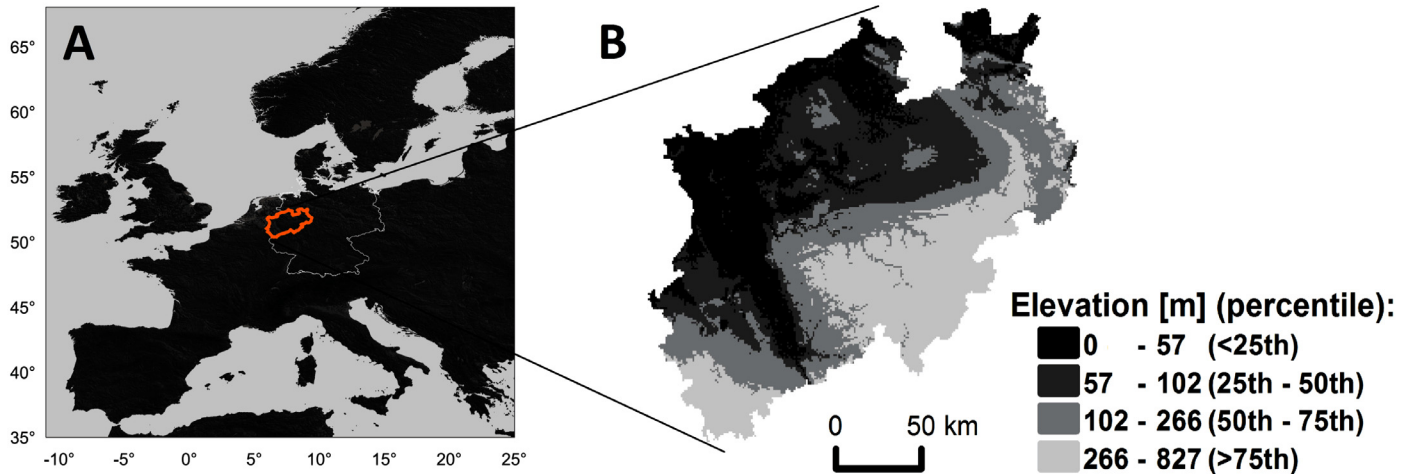 A
B
65°
60°
55°
50°
45°
40°
35°
-10° -5° 0° 5° 10° 15° 20° 25°
0 50 km
Elevation [m] (percentile):
0 - 57 (<25th)
57 - 102 (25th - 50th)
102 - 266 (50th - 75th)
266 - 827 (>75th)